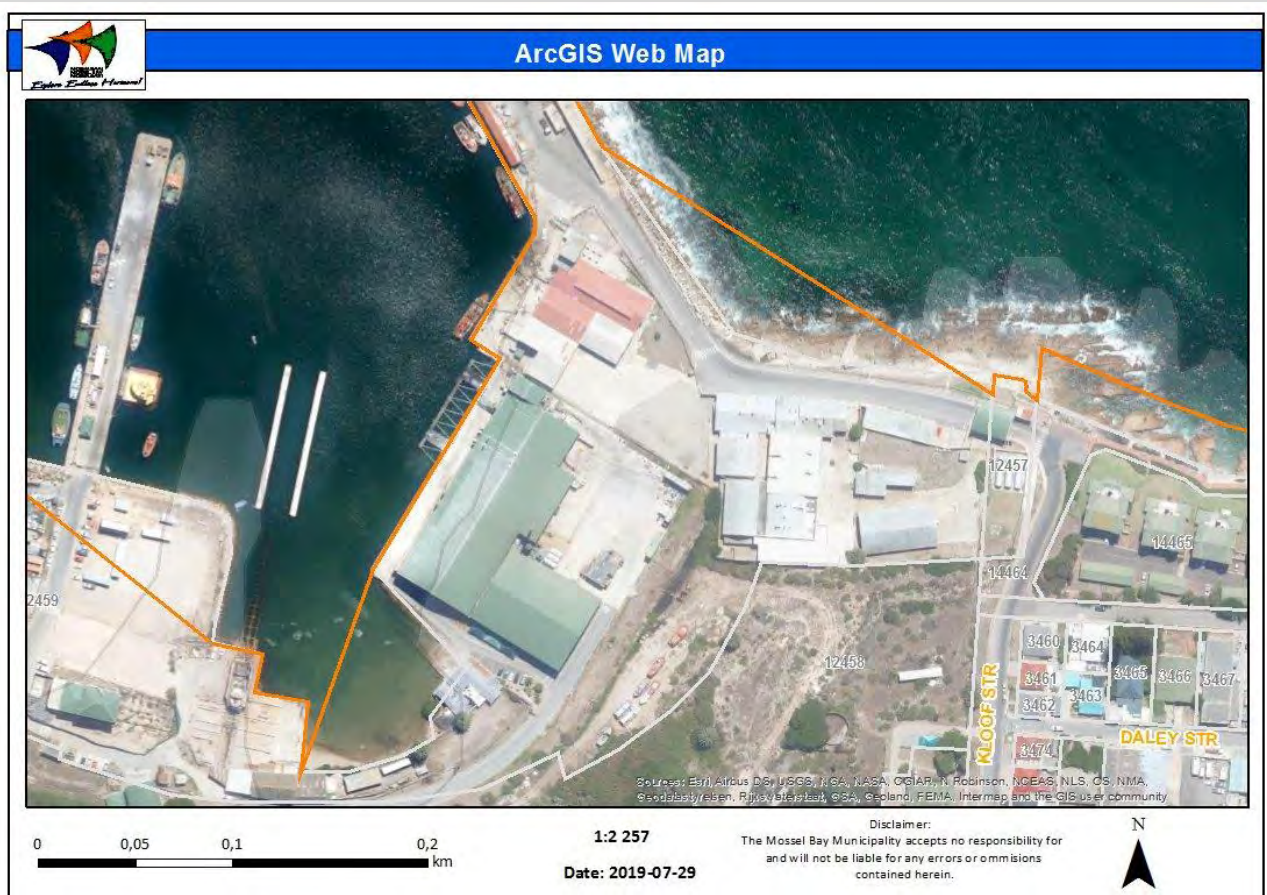 ArcGIS Web Map
Explore Endless Horizons!
12457
14465
2459
14464
3460
3464
12458
3465
3466
3461
3467
3463
3462
KLOOF STR
3474
DALEY STR
Sources: Esri, Airbus DS, USGS, NGA, NASA, CGIAR, N Robinson, NCEAS, NLS, OS, NMA,
Geodatastyrelsen, Rijkswaterstaat, GSA, Geoland, FEMA, Intermap and the GIS user community
0 0,05 0,1 0,2
km
1:2 257
Date: 2019-07-29
Disclaimer:
The Mossel Bay Municipality accepts no responsibility for
and will not be liable for any errors or ommisions
contained herein.
N